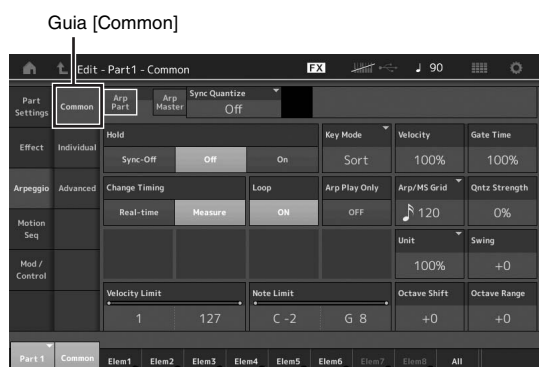 Guia [Common]
Edit - Part1 - Common
FX
90
Part Settings
Common
Arp Part
Arp Master
Sync Quantize
Off
Effect
Individual
Hold
Sync-Off
Off
On
Key Mode
Sort
Velocity
100%
Gate Time
100%
Arpeggio
Advanced
Change Timing
Real-time
Measure
Loop
ON
Arp Play Only
OFF
Arp/MS Grid
120
Qntz Strength
0%
Motion Seq
Unit
100%
Swing
+0
Mod / Control
Velocity Limit
1
127
Note Limit
C -2
G 8
Octave Shift
+0
Octave Range
+0
Part 1
Common
Elem1
Elem2
Elem3
Elem4
Elem5
Elem6
Elem7
Elem8
All